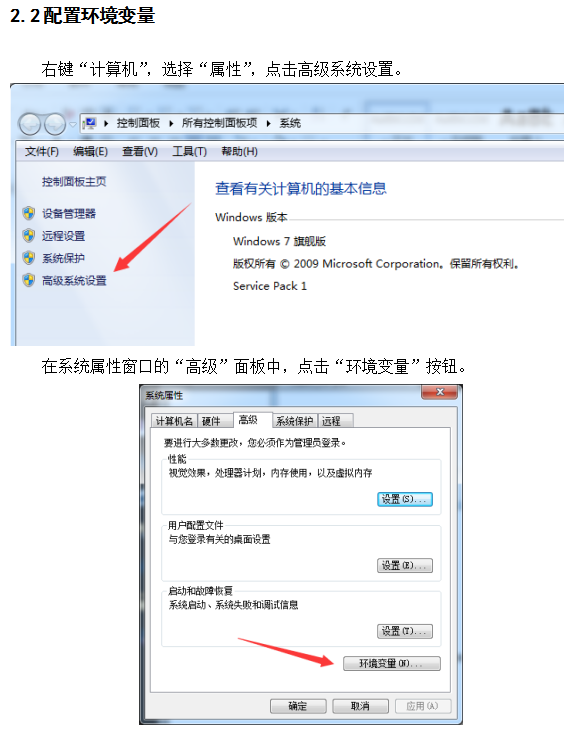 2.2配置环境变量
右键“计算机”，选择“属性”，点击高级系统设置。
控制面板 ▸ 所有控制面板项 ▸ 系统
文件(F) 编辑(E) 查看(V) 工具(T) 帮助(H)
控制面板主页
设备管理器
远程设置
系统保护
高级系统设置
查看有关计算机的基本信息
Windows 版本
Windows 7 旗舰版
版权所有 © 2009 Microsoft Corporation。保留所有权利。
Service Pack 1
在系统属性窗口的“高级”面板中，点击“环境变量”按钮。
系统属性
计算机名 硬件 高级 系统保护 远程
要进行大多数更改，您必须作为管理员登录。
性能
视觉效果，处理器计划，内存使用，以及虚拟内存
设置(S)...
用户配置文件
与您登录有关的桌面设置
设置(E)...
启动和故障恢复
系统启动、系统失败和调试信息
设置(T)...
环境变量(N)...
确定 取消 应用(A)